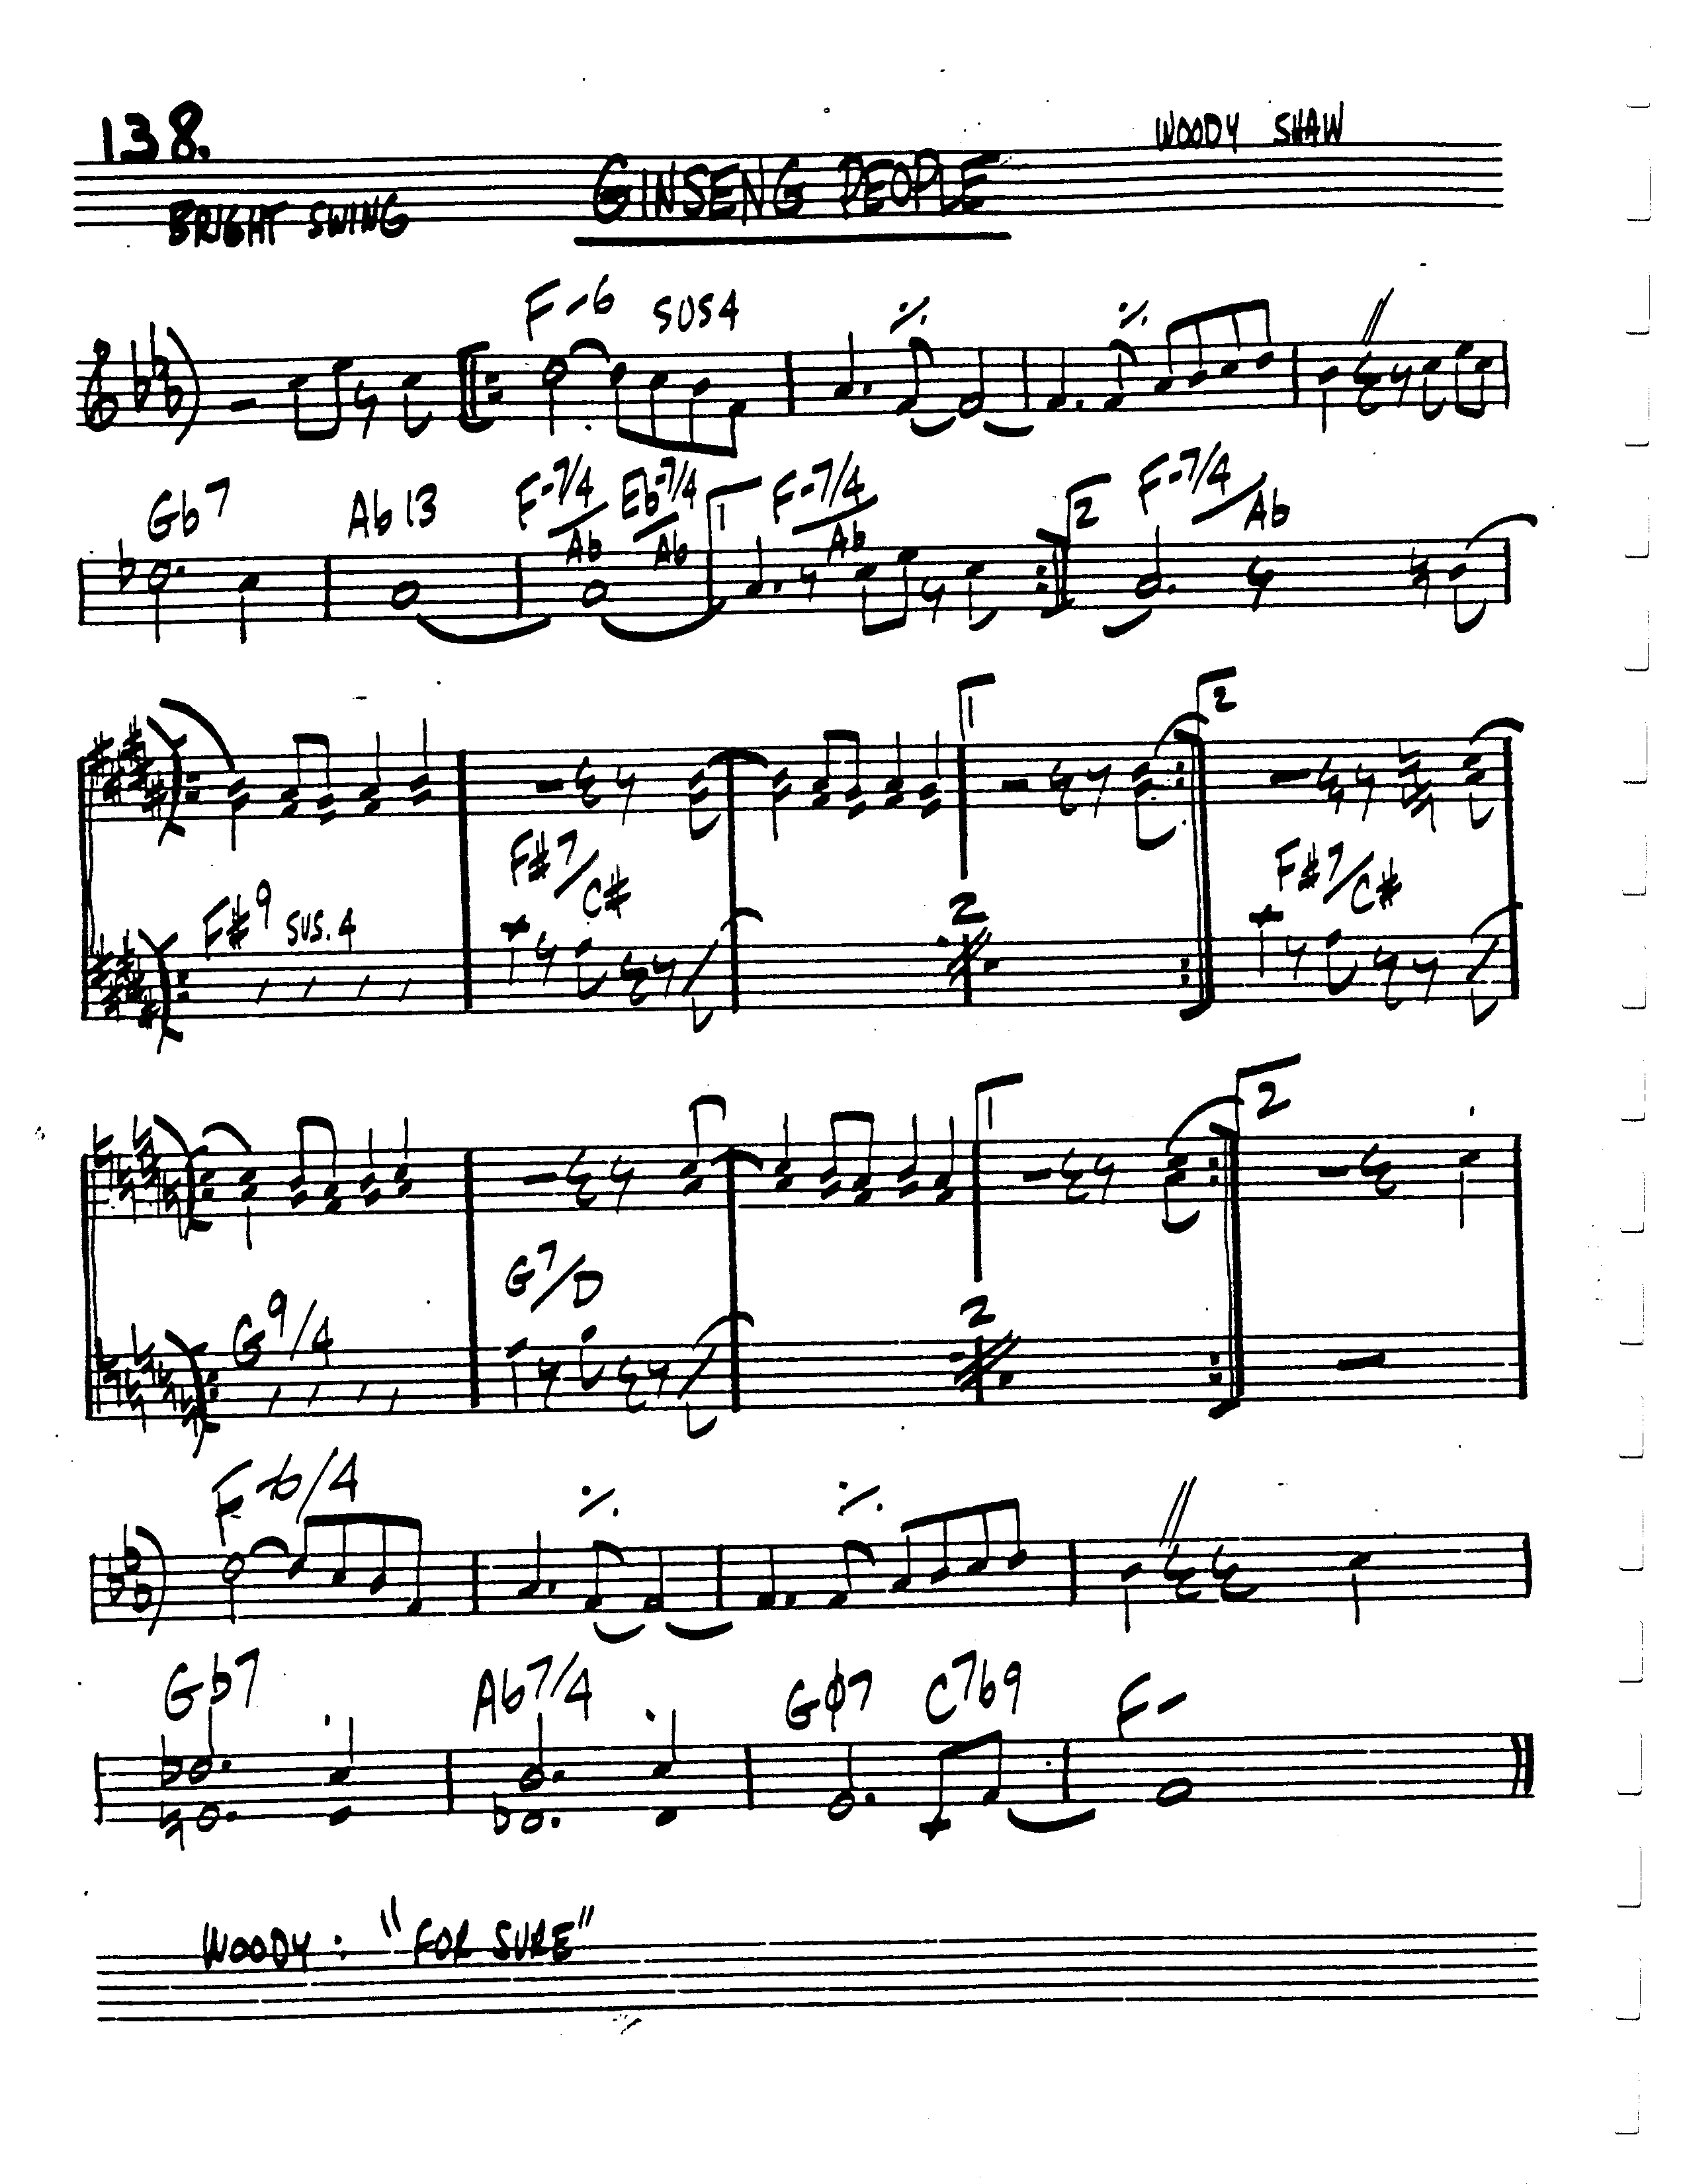 138.
WOODY SHAW
GINSENG PEOPLE
BRIGHT SWING
F-6 SUS4
Gb7 Ab13 F-7/4/Ab Eb-7/4/Ab 1 F-7/4/Ab 2 F-7/4/Ab
1 2
F#9 SUS.4 F#7/C# 2 F#7/C#
1 2
G9/4 G7/D 2
F-6/4
Gb7 Ab7/4 Gϕ7 C7b9 F-
WOODY: "FOR SURE"